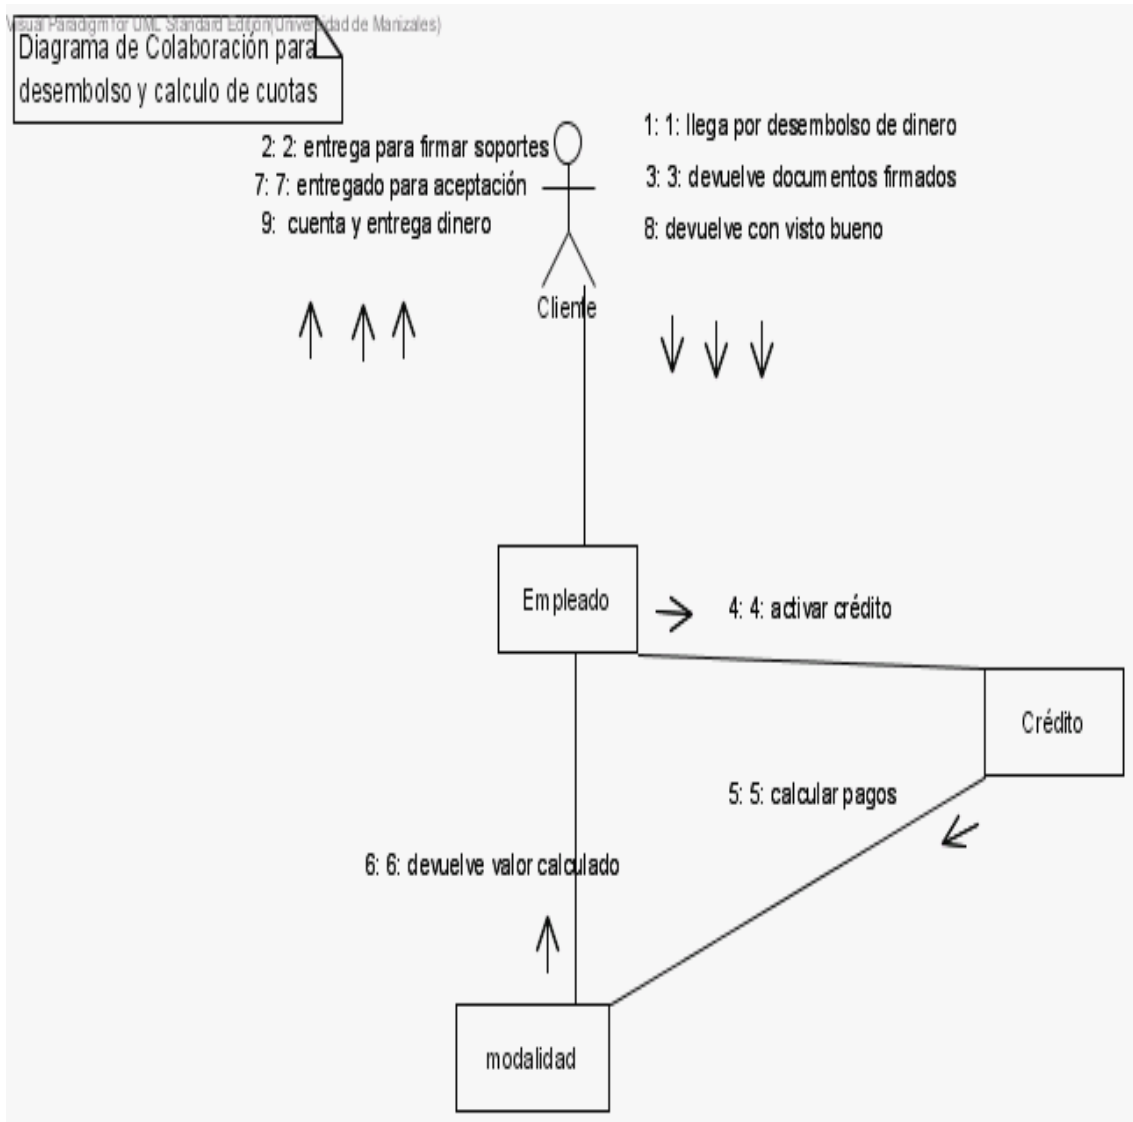 Visual Paradigm for UML Standard Edition(Universidad de Manizales)
Diagrama de Colaboración para
desembolso y calculo de cuotas
2: 2: entrega para firmar soportes
7: 7: entregado para aceptación
9: cuenta y entrega dinero
1: 1: llega por desembolso de dinero
3: 3: devuelve documentos firmados
8: devuelve con visto bueno
Cliente
Empleado
4: 4: activar crédito
Crédito
5: 5: calcular pagos
6: 6: devuelve valor calculado
modalidad